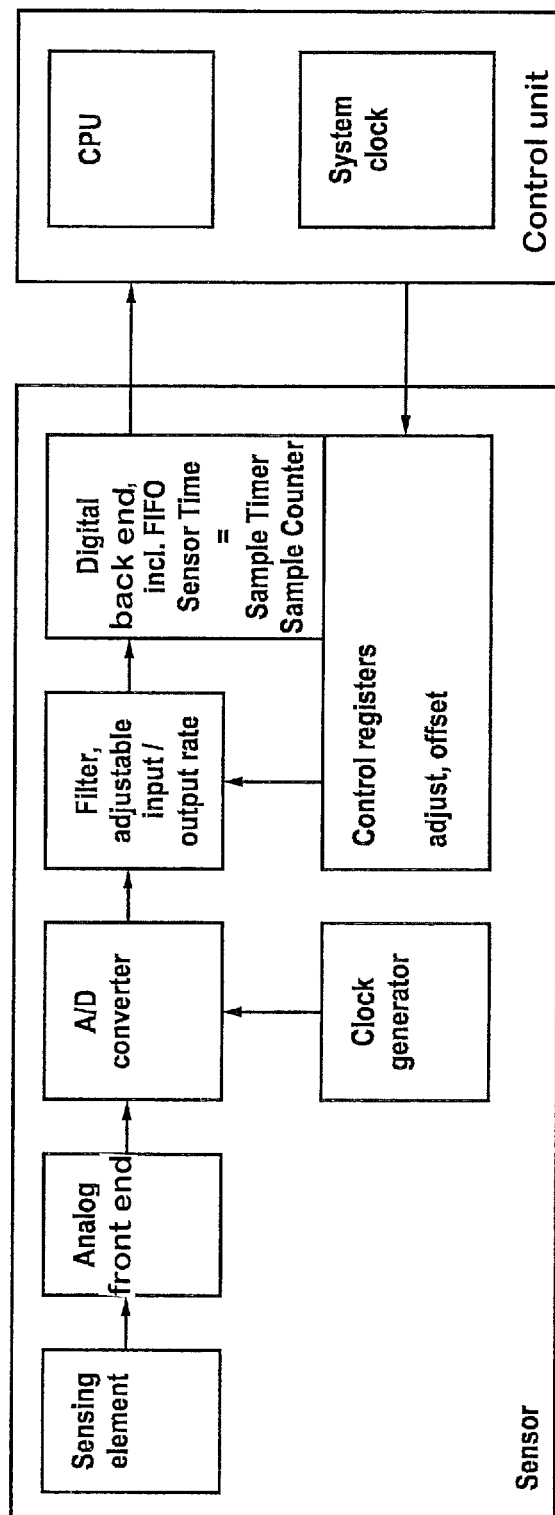 Sensing
element
Analog
front end
A/D
converter
Filter,
adjustable
input /
output rate
Digital
back end,
incl. FIFO
Sensor Time
=
Sample Timer
Sample Counter
Clock
generator
Control registers
adjust, offset
Sensor
CPU
System
clock
Control unit